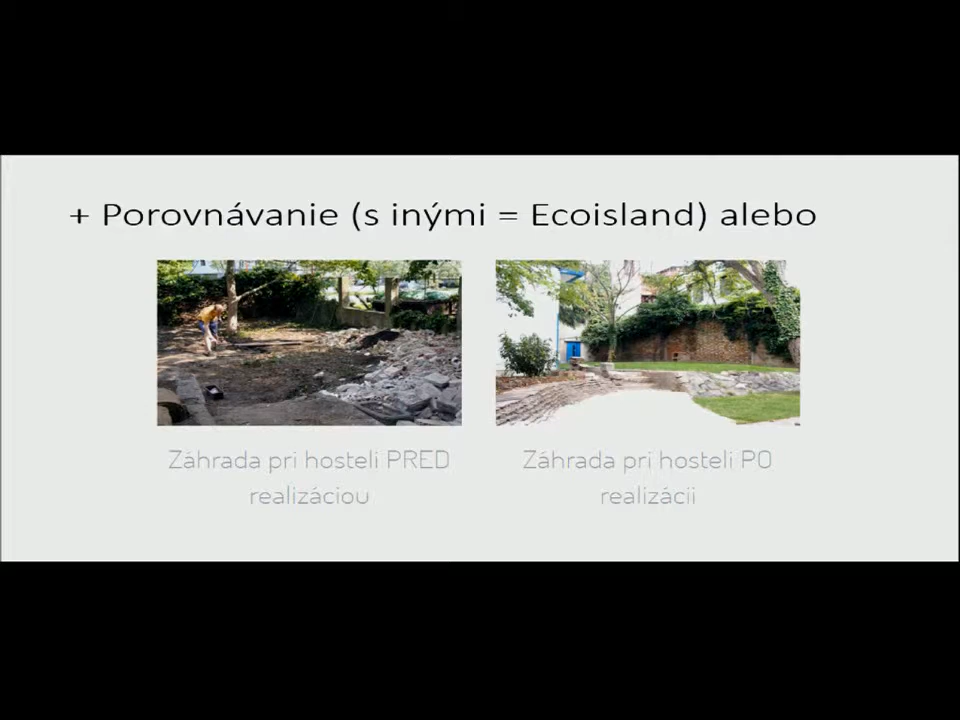 + Porovnávanie (s inými = Ecoisland) alebo
Záhrada pri hosteli PRED
realizáciou
Záhrada pri hosteli PO
realizácii